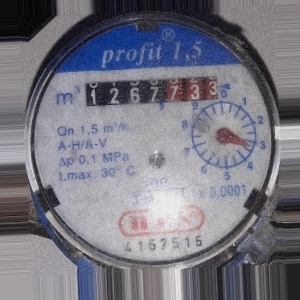 profit® 1,5
m³ 1267733
Qn 1,5 m³/h
A-H/A-V
Δp 0,1 MPa
t.max. 30° C
x 0,0001
4157515